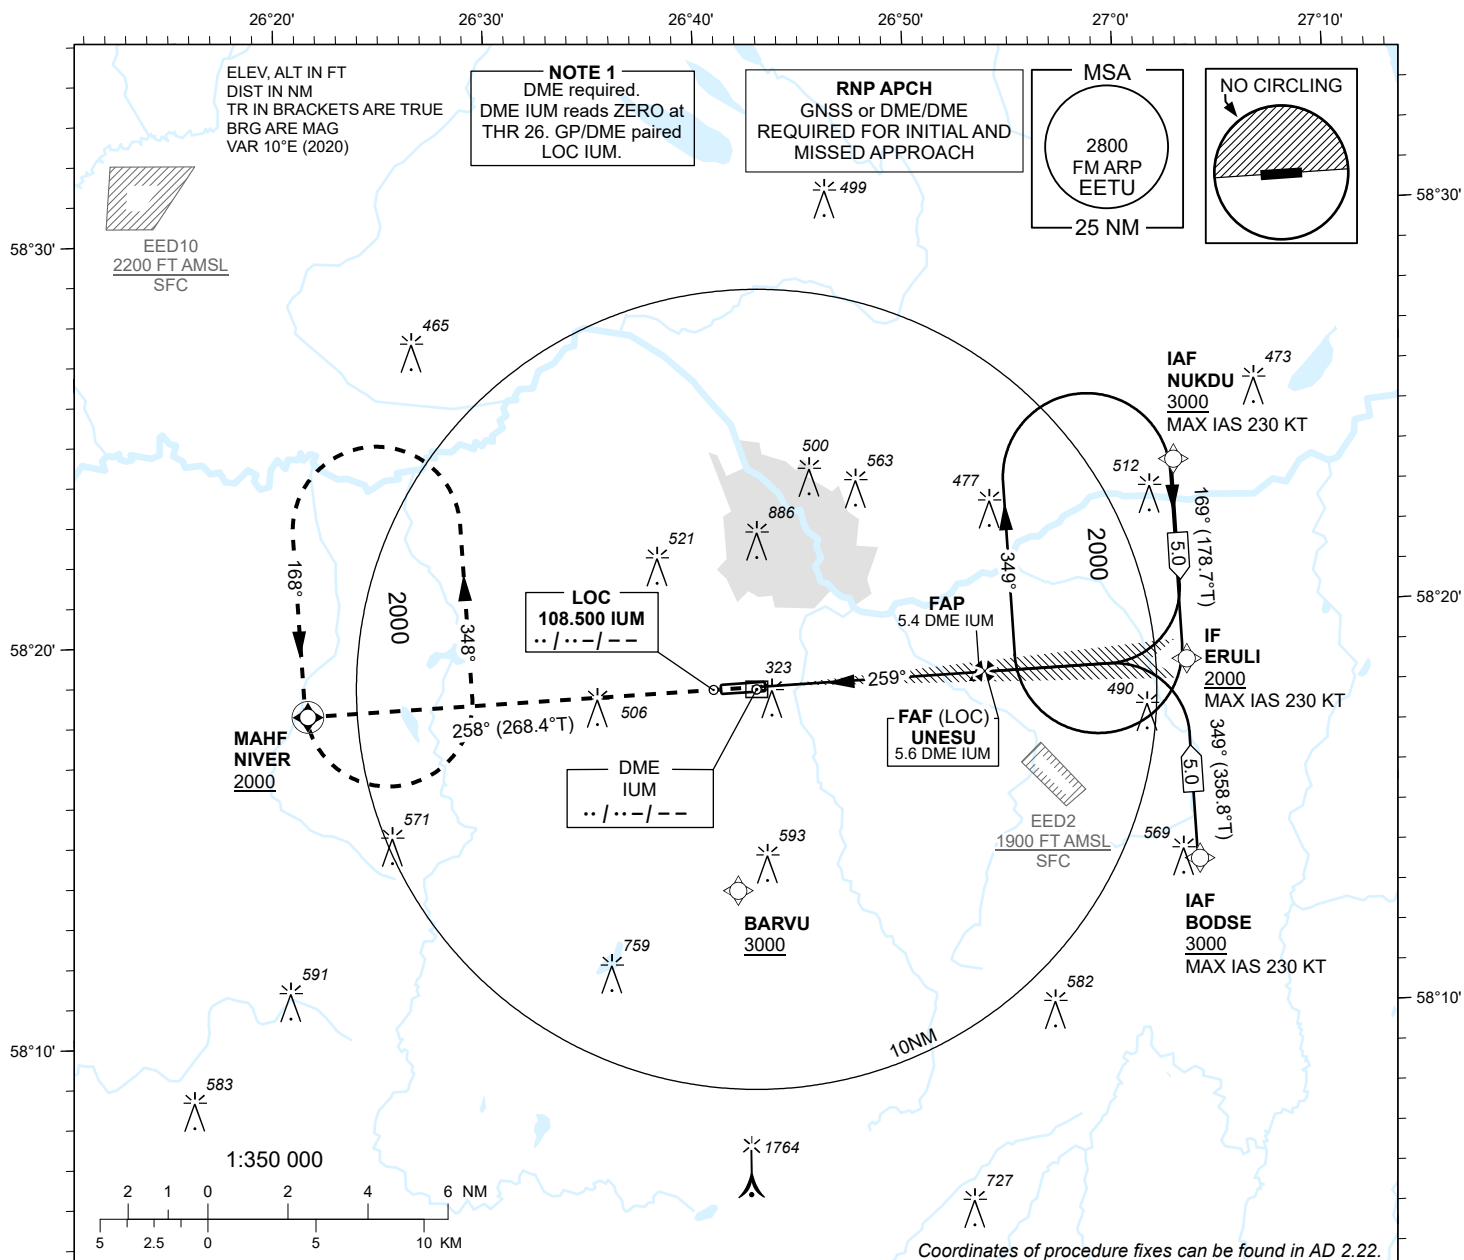 26°20'
26°30'
26°40'
26°50'
27°0'
27°10'
ELEV, ALT IN FT
DIST IN NM
TR IN BRACKETS ARE TRUE
BRG ARE MAG
VAR 10°E (2020)
NOTE 1
DME required.
DME IUM reads ZERO at
THR 26. GP/DME paired
LOC IUM.
RNP APCH
GNSS or DME/DME
REQUIRED FOR INITIAL AND
MISSED APPROACH
MSA
2800
FM ARP
EETU
25 NM
NO CIRCLING
499
58°30'
58°30'
EED10
2200 FT AMSL
SFC
465
IAF
NUKDU
3000
MAX IAS 230 KT
473
500
563
477
512
886
521
169° (178.7°T)
5.0
2000
349°
168°
2000
348°
LOC
108.500 IUM
·· / ·· – / – –
FAP
5.4 DME IUM
58°20'
58°20'
IF
ERULI
2000
MAX IAS 230 KT
323
259°
490
506
258° (268.4°T)
FAF (LOC)
UNESU
5.6 DME IUM
MAHF
NIVER
2000
349° (358.8°T)
5.0
DME
IUM
·· / ·· – / – –
571
593
EED2
1900 FT AMSL
SFC
569
IAF
BODSE
3000
MAX IAS 230 KT
BARVU
3000
759
591
582
58°10'
58°10'
10NM
583
1:350 000
1764
727
2 1 0 2 4 6 NM
5 2.5 0 5 10 KM
Coordinates of procedure fixes can be found in AD 2.22.